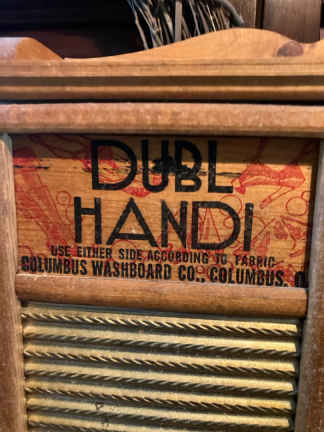 DUBL
HANDI
USE EITHER SIDE ACCORDING TO FABRIC
COLUMBUS WASHBOARD CO., COLUMBUS, O